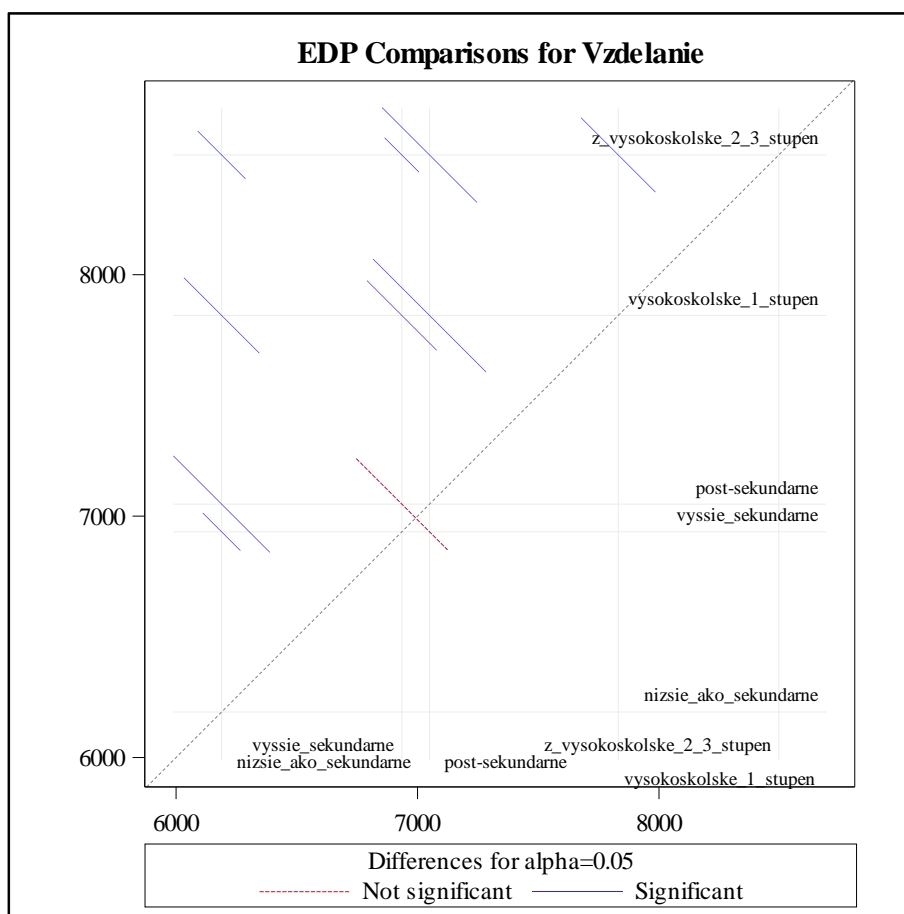 EDP Comparisons for Vzdelanie
z_vysokoskolske_2_3_stupen
8000
vysokoskolske_1_stupen
post-sekundarne
7000
vyssie_sekundarne
nizsie_ako_sekundarne
vyssie_sekundarne z_vysokoskolske_2_3_stupen
6000 nizsie_ako_sekundarne post-sekundarne
vysokoskolske_1_stupen
6000 7000 8000
Differences for alpha=0.05
Not significant Significant